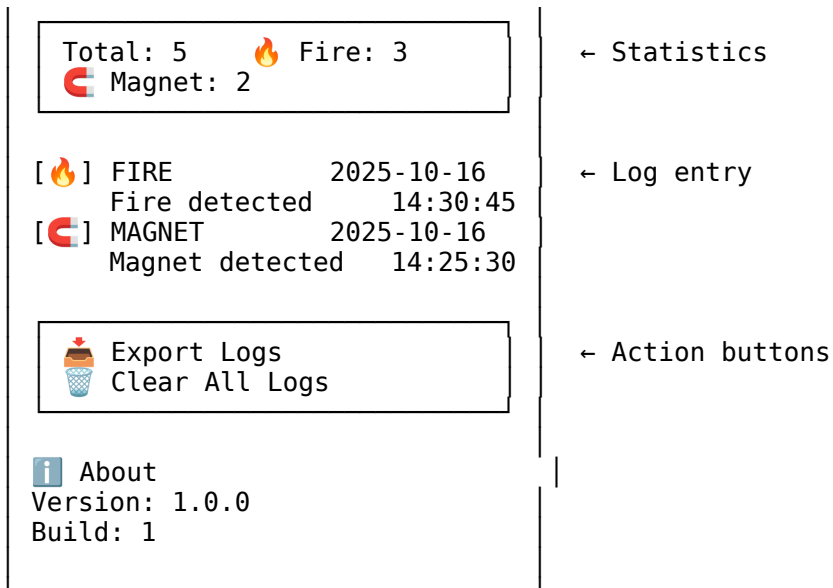 Total: 5 🔥 Fire: 3 ← Statistics
🧲 Magnet: 2
[🔥] FIRE 2025-10-16 ← Log entry
Fire detected 14:30:45
[🧲] MAGNET 2025-10-16
Magnet detected 14:25:30
📥 Export Logs ← Action buttons
🗑️ Clear All Logs
ℹ️ About
Version: 1.0.0
Build: 1